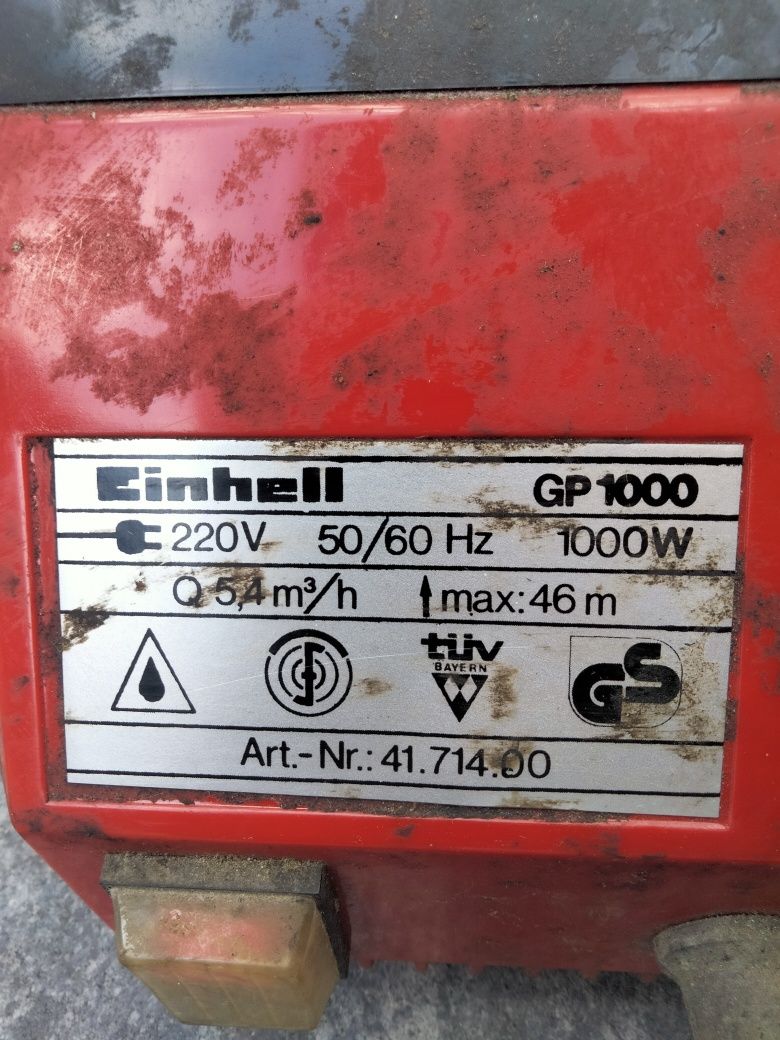 Einhell GP 1000
220V 50/60 Hz 1000W
Q 5,4 m³/h max: 46 m
tüv BAYERN GS
Art.-Nr.: 41.714.00